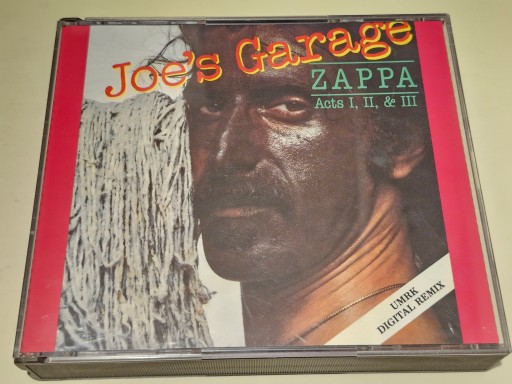 Joe's Garage
ZAPPA
Acts I, II, & III
UMRK
DIGITAL REMIX